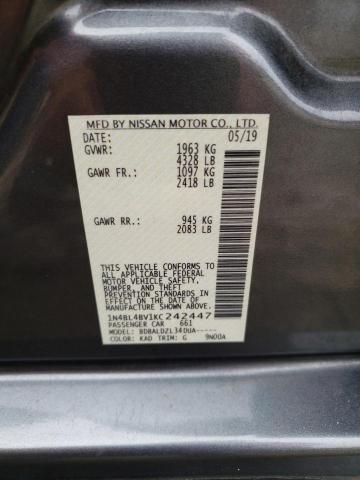 MFD BY NISSAN MOTOR CO., LTD.
DATE: 05/19
GVWR: 1963 KG
4328 LB
GAWR FR.: 1097 KG
2418 LB
GAWR RR.: 945 KG
2083 LB
THIS VEHICLE CONFORMS TO
ALL APPLICABLE FEDERAL
MOTOR VEHICLE SAFETY,
BUMPER, AND THEFT
PREVENTION STANDARDS
IN EFFECT ON THE DATE OF
MANUFACTURE SHOWN ABOVE.
1N4BL4BV1KC242447
PASSENGER CAR 661
MODEL: BDBALDZL34DUA-----
COLOR: KAD TRIM: G 9N00A